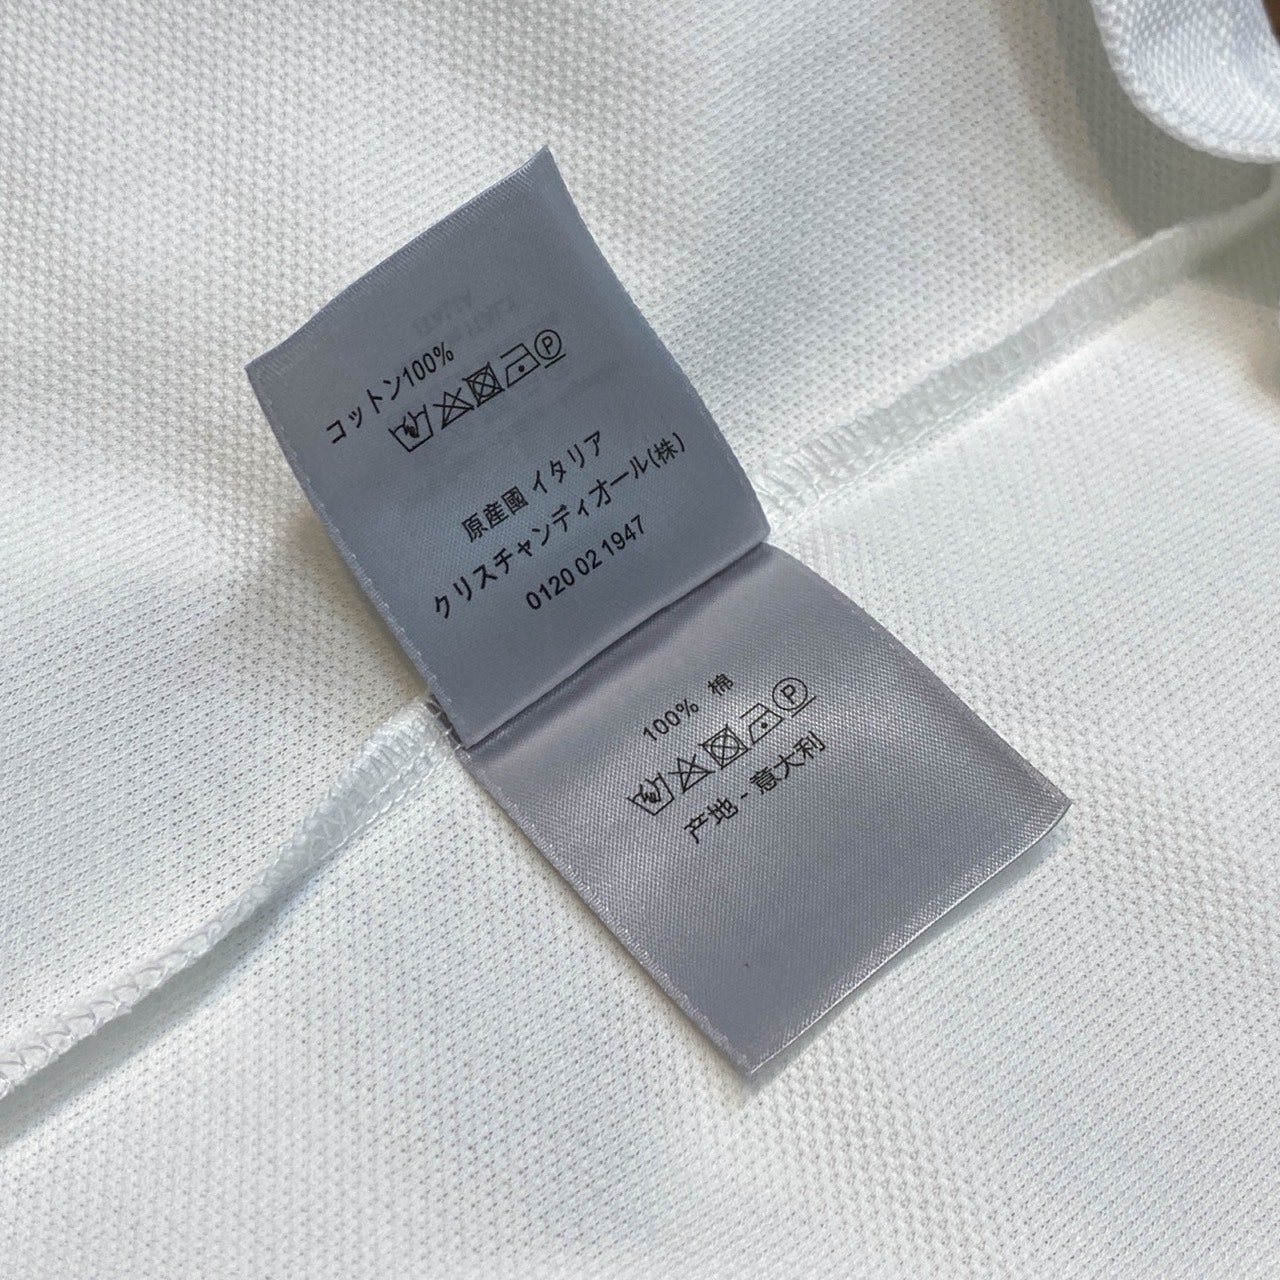 コットン100%
原産國 イタリア
クリスチャンディオール(株)
0120 02 1947
100% 棉
产地 - 意大利